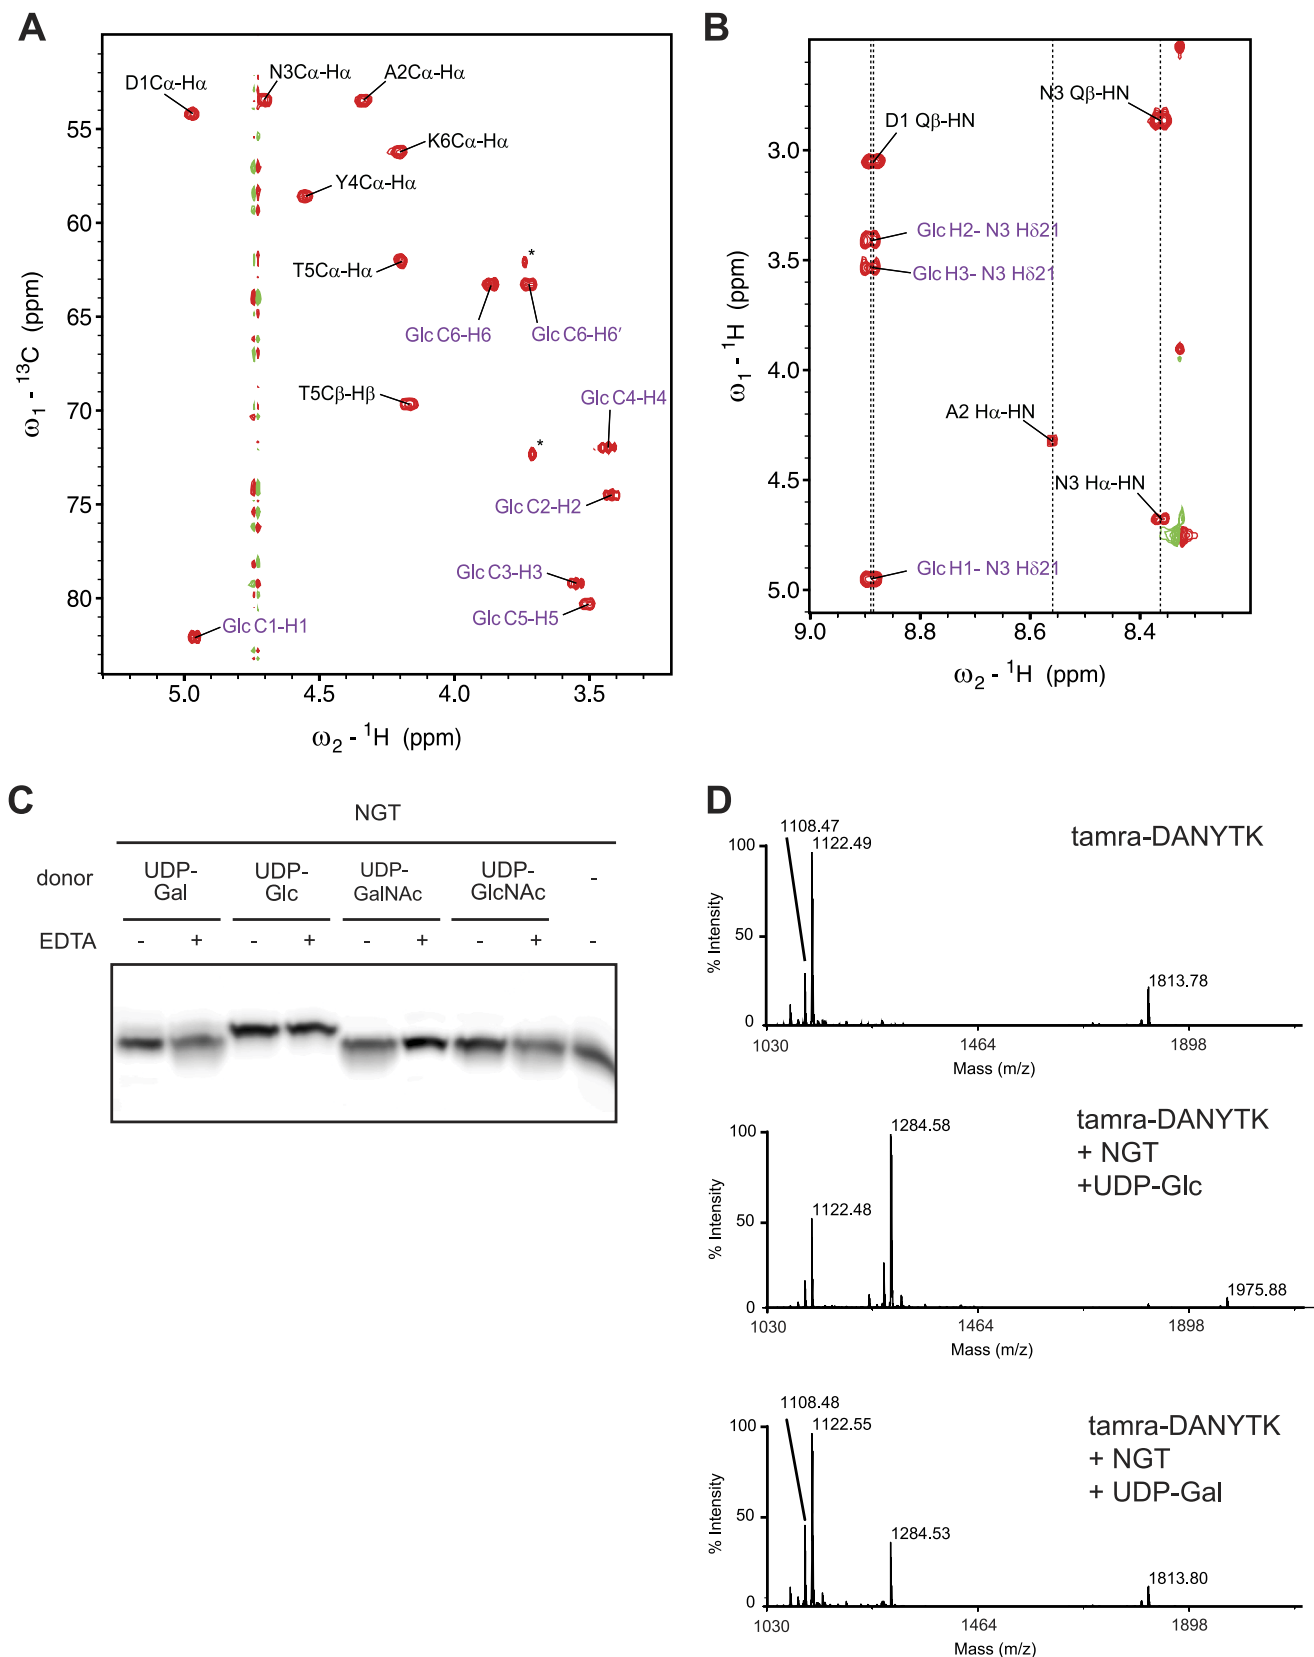 A
D1Cα-Hα
N3Cα-Hα
A2Cα-Hα
K6Cα-Hα
Y4Cα-Hα
T5Cα-Hα
*
Glc C6-H6
Glc C6-H6′
T5Cβ-Hβ
Glc C4-H4
*
Glc C2-H2
Glc C3-H3
Glc C5-H5
Glc C1-H1
55
60
65
70
75
80
ω1 - 13C (ppm)
5.0 4.5 4.0 3.5
ω2 - 1H (ppm)
B
N3 Qβ-HN
D1 Qβ-HN
Glc H2- N3 Hδ21
Glc H3- N3 Hδ21
A2 Hα-HN
N3 Hα-HN
Glc H1- N3 Hδ21
3.0
3.5
4.0
4.5
5.0
ω1 - 1H (ppm)
9.0 8.8 8.6 8.4
ω2 - 1H (ppm)
C
NGT
donor UDP-Gal UDP-Glc UDP-GalNAc UDP-GlcNAc -
EDTA - + - + - + - + -
D
tamra-DANYTK
1108.47
1122.49
1813.78
100
50
0
% Intensity
1030 1464 1898
Mass (m/z)
tamra-DANYTK
+ NGT
+UDP-Glc
1284.58
1122.48
1975.88
100
50
0
% Intensity
1030 1464 1898
Mass (m/z)
tamra-DANYTK
+ NGT
+ UDP-Gal
1108.48
1122.55
1284.53
1813.80
100
50
0
% Intensity
1030 1464 1898
Mass (m/z)